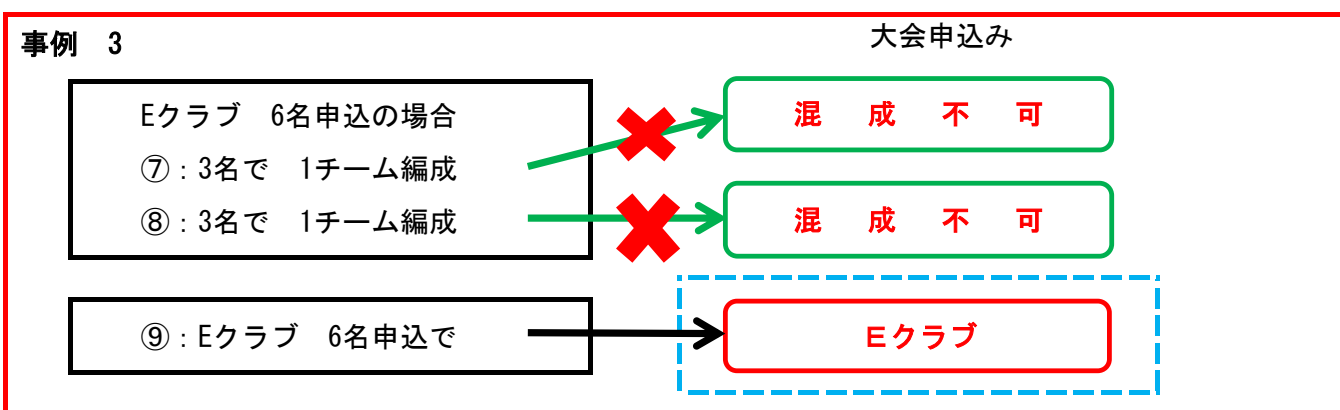 事例　3
大会申込み
Eクラブ　6名申込の場合
⑦：3名で　1チーム編成
⑧：3名で　1チーム編成
混　成　不　可
混　成　不　可
⑨：Eクラブ　6名申込で
Eクラブ